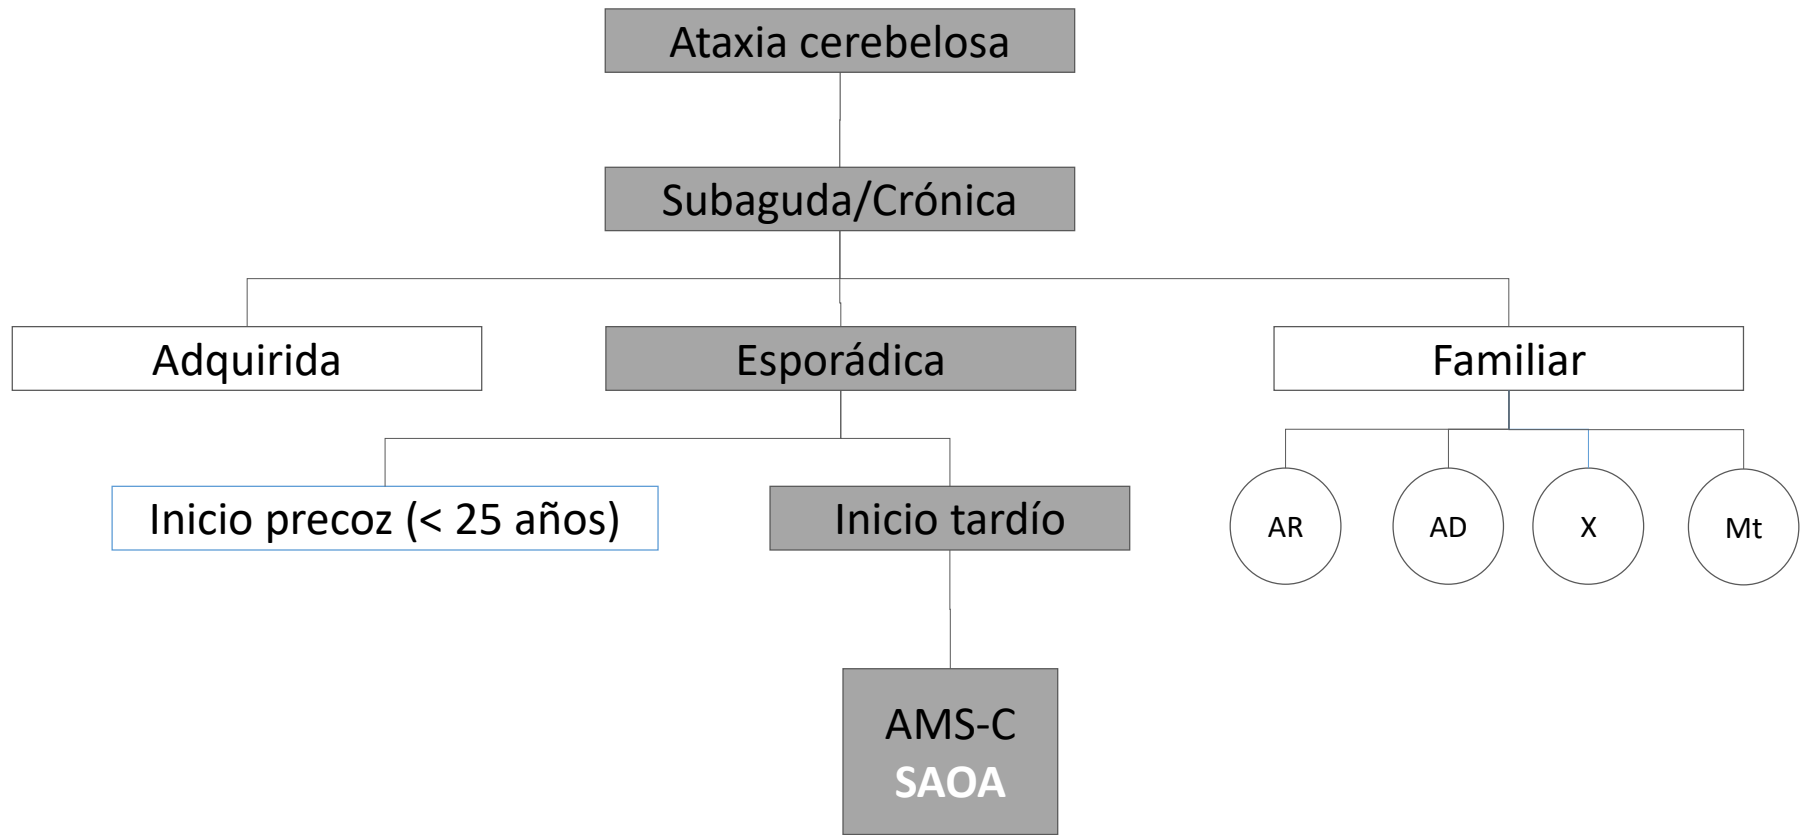 Ataxia cerebelosa
Subaguda/Crónica
Adquirida
Esporádica
Familiar
Inicio precoz (< 25 años)
Inicio tardío
AR
AD
X
Mt
AMS-C
SAOA